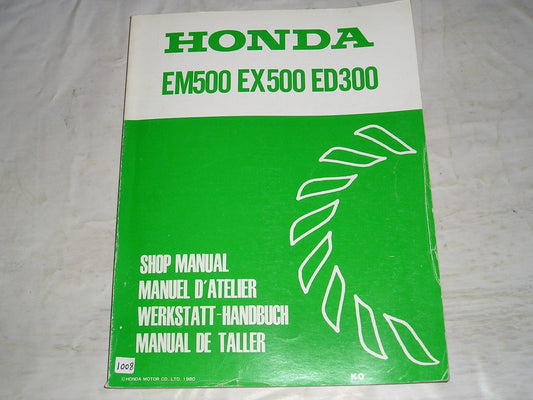 HONDA
EM500 EX500 ED300
SHOP MANUAL
MANUEL D'ATELIER
WERKSTATT-HANDBUCH
MANUAL DE TALLER
1008
© HONDA MOTOR CO., LTD. 1980
KO